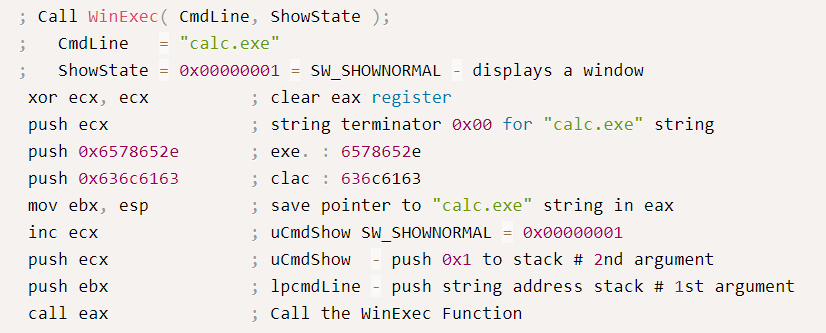 ; Call WinExec( CmdLine, ShowState );
;   CmdLine   = "calc.exe"
;   ShowState = 0x00000001 = SW_SHOWNORMAL - displays a window
xor ecx, ecx          ; clear eax register
push ecx              ; string terminator 0x00 for "calc.exe" string
push 0x6578652e       ; exe. : 6578652e
push 0x636c6163       ; clac : 636c6163
mov ebx, esp          ; save pointer to "calc.exe" string in eax
inc ecx               ; uCmdShow SW_SHOWNORMAL = 0x00000001
push ecx              ; uCmdShow  - push 0x1 to stack # 2nd argument
push ebx              ; lpcmdLine - push string address stack # 1st argument
call eax              ; Call the WinExec Function